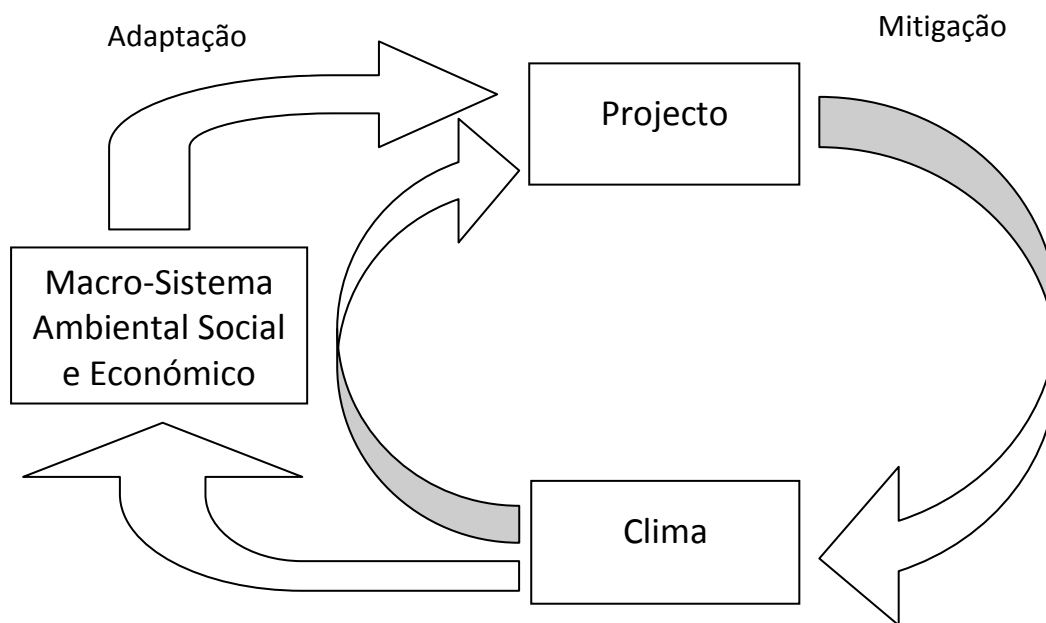 Adaptação
Mitigação
Projecto
Macro-Sistema
Ambiental Social
e Económico
Clima